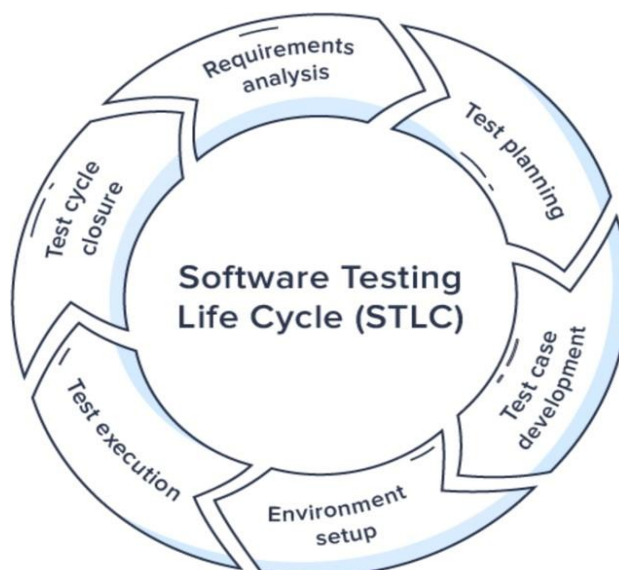 Requirements
analysis
Test planning
Test case
development
Environment
setup
Test execution
Test cycle
closure
Software Testing
Life Cycle (STLC)